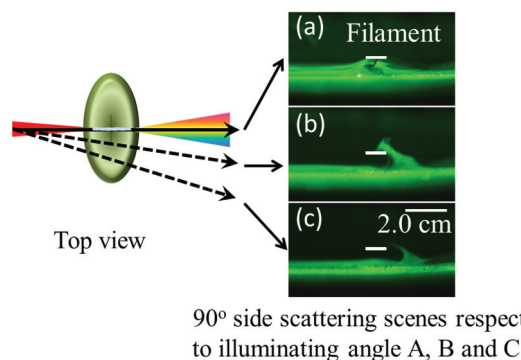 (a)
Filament
(b)
(c)
2.0 cm
Top view
90° side scattering scenes respect
to illuminating angle A, B and C